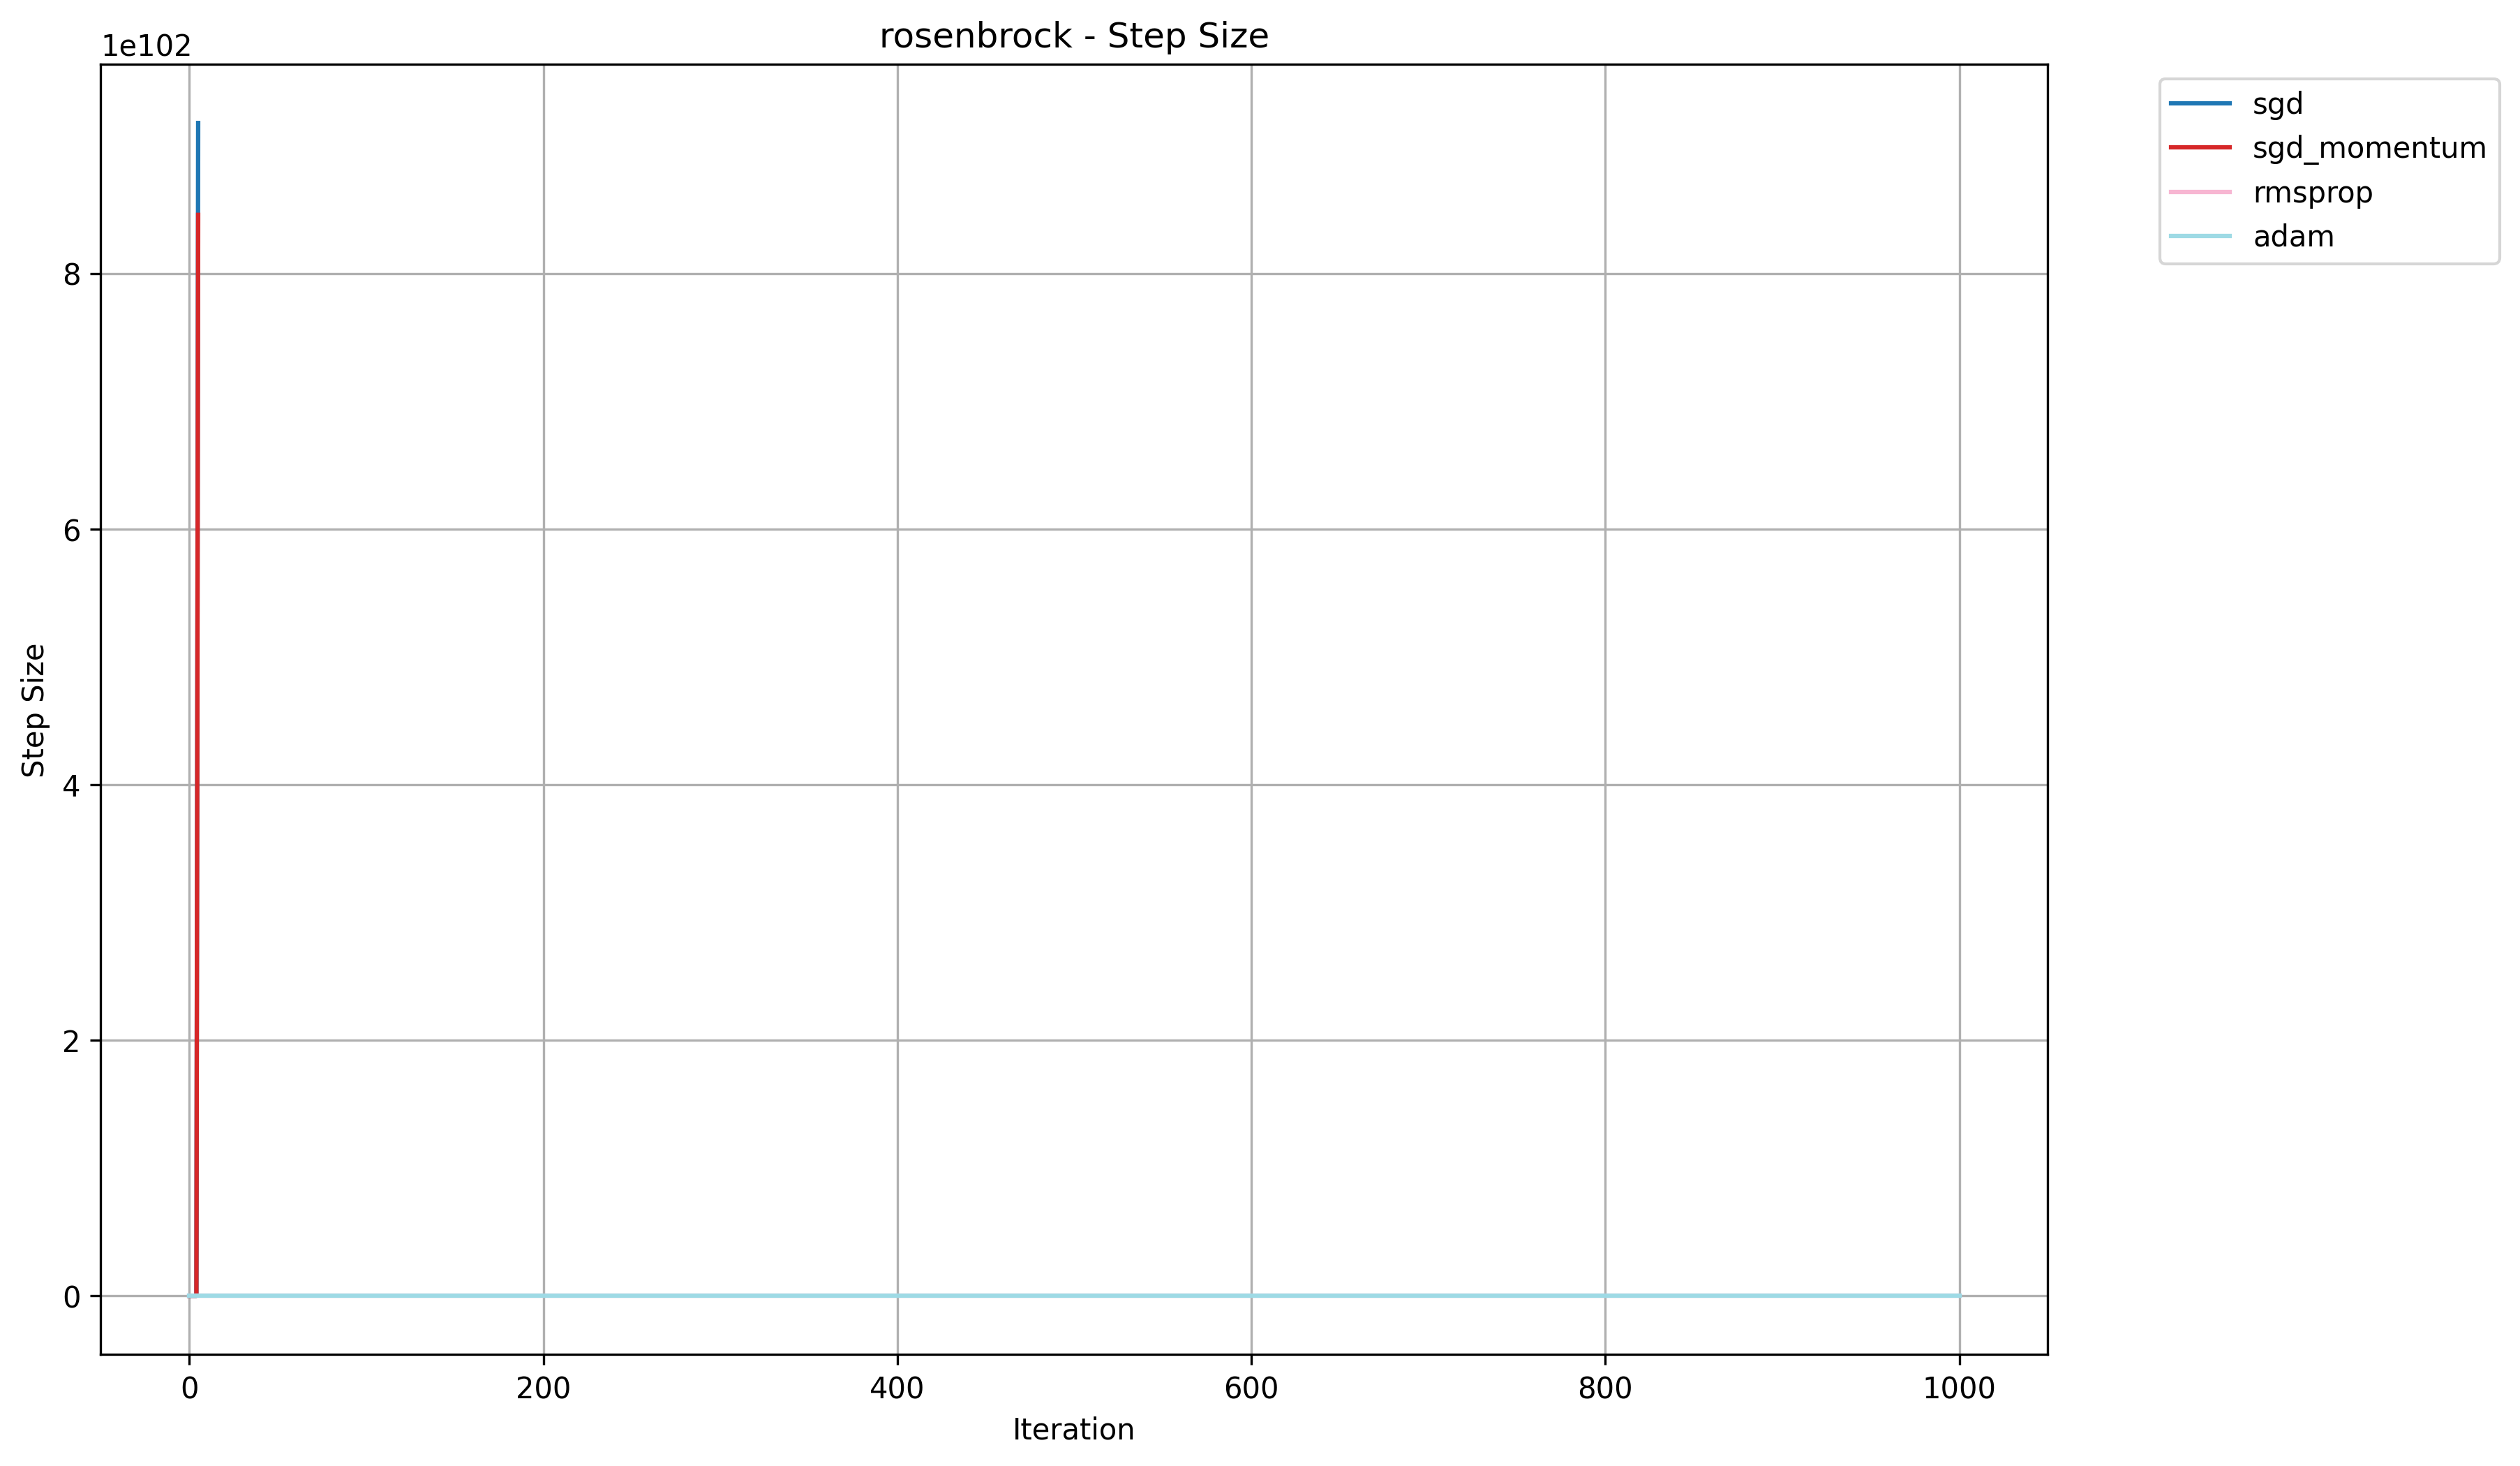 rosenbrock - Step Size
1e102
8
6
4
2
0
Step Size
0 200 400 600 800 1000
Iteration
sgd
sgd_momentum
rmsprop
adam